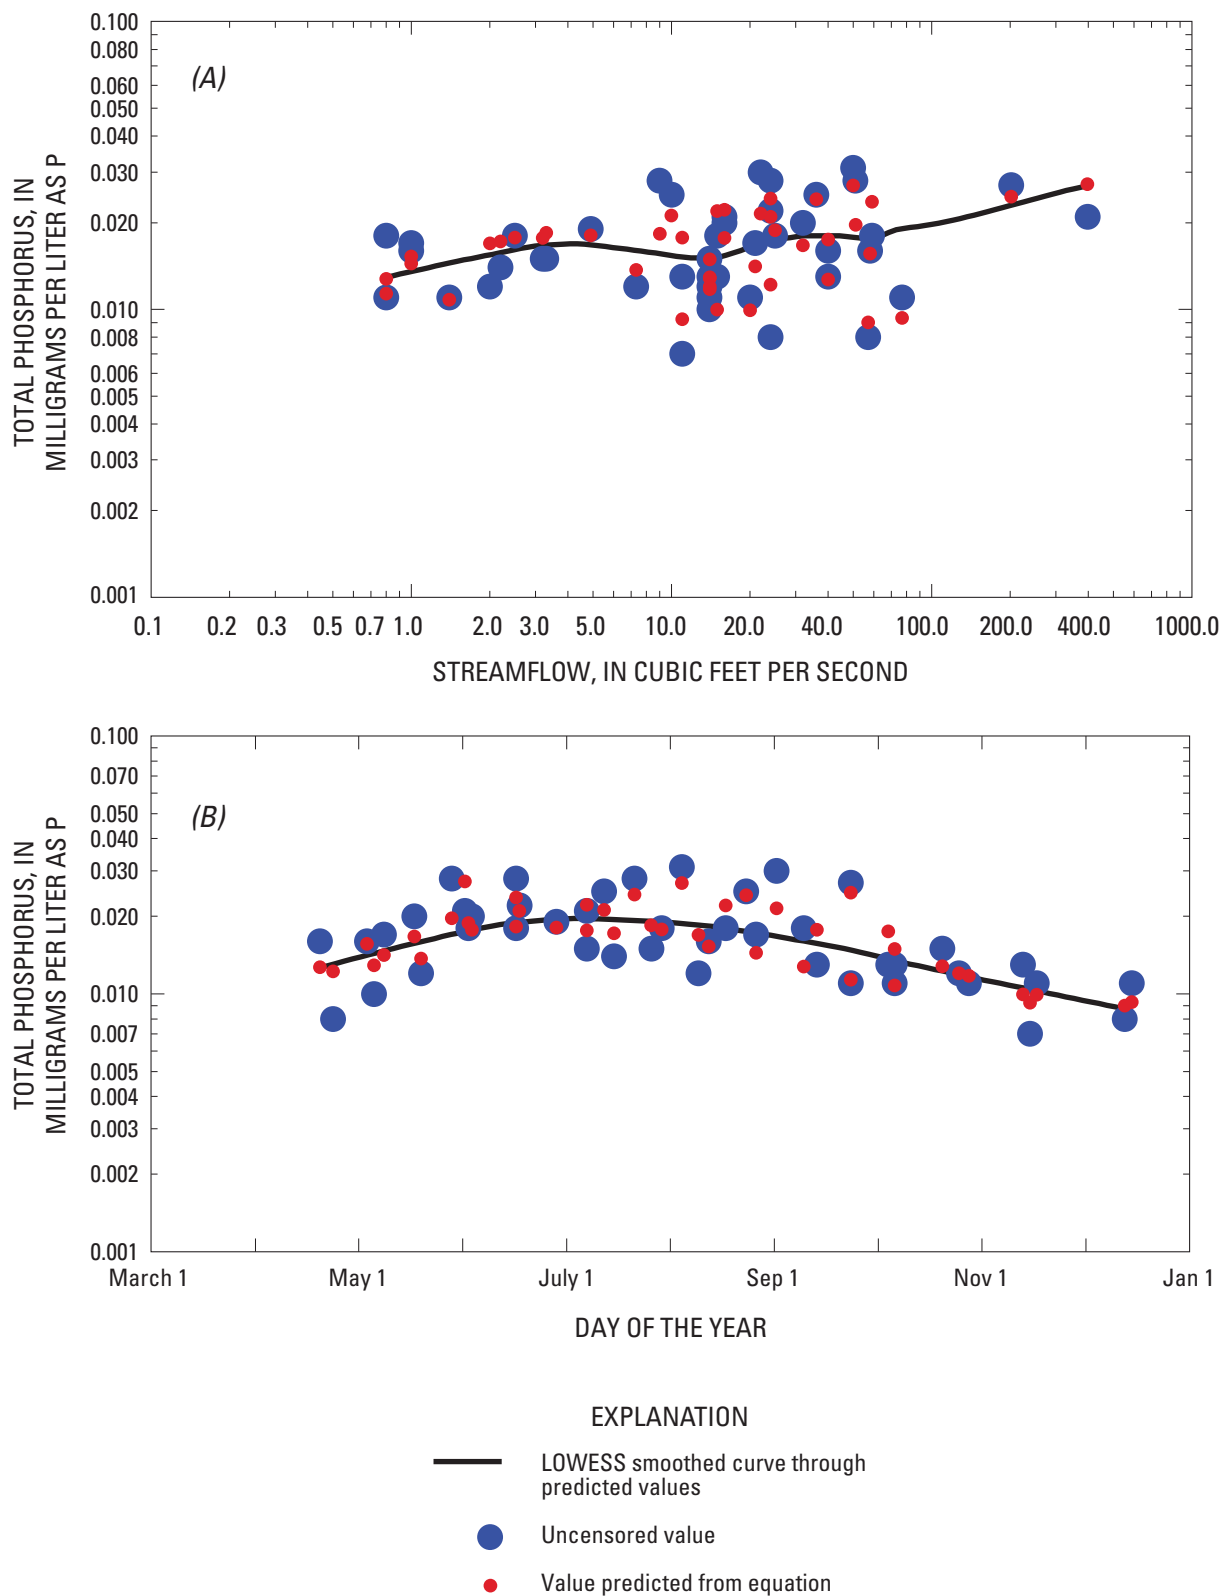 0.100
0.080
0.060
0.050
0.040
0.030
0.020
0.010
0.008
0.006
0.005
0.004
0.003
0.002
0.001
TOTAL PHOSPHORUS, IN
MILLIGRAMS PER LITER AS P
(A)
0.1 0.2 0.3 0.5 0.7 1.0 2.0 3.0 5.0 10.0 20.0 40.0 100.0 200.0 400.0 1000.0
STREAMFLOW, IN CUBIC FEET PER SECOND
0.100
0.070
0.050
0.040
0.030
0.020
0.010
0.007
0.005
0.004
0.003
0.002
0.001
TOTAL PHOSPHORUS, IN
MILLIGRAMS PER LITER AS P
(B)
March 1 May 1 July 1 Sep 1 Nov 1 Jan 1
DAY OF THE YEAR
EXPLANATION
LOWESS smoothed curve through
predicted values
Uncensored value
Value predicted from equation